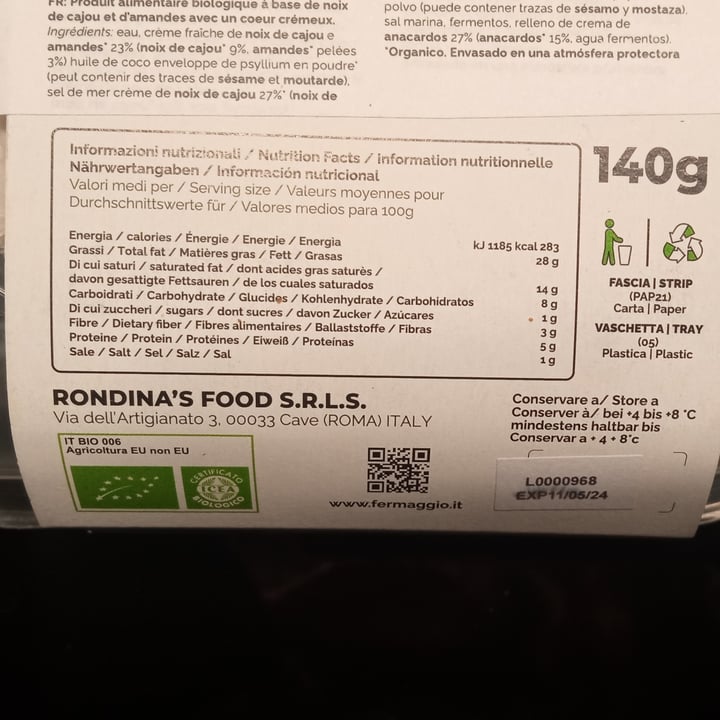 FR: Produit alimentaire biologique à base de noix
de cajou et d'amandes avec un coeur crémeux.
Ingrédients: eau, crème fraîche de noix de cajou e
amandes* 23% (noix de cajou* 9%, amandes* pelées
3%) huile de coco enveloppe de psyllium en poudre*
(peut contenir des traces de sésame et moutarde),
sel de mer crème de noix de cajou 27%* (noix de
polvo (puede contener trazas de sésamo y mostaza),
sal marina, fermentos, relleno de crema de
anacardos 27% (anacardos* 15%, agua fermentos).
*Organico. Envasado en una atmósfera protectora
Informazioni nutrizionali / Nutrition Facts / Information nutritionnelle
Nährwertangaben / Información nutricional
Valori medi per / Serving size / Valeurs moyennes pour
Durchschnittswerte für / Valores medios para 100g
Energia / calories / Énergie / Energie / Energia kJ 1185 kcal 283
Grassi / Total fat / Matières gras / Fett / Grasas 28 g
Di cui saturi / saturated fat / dont acides gras saturès /
davon gesattigte Fettsauren / de los cuales saturados 14 g
Carboidrati / Carbohydrate / Glucides / Kohlenhydrate / Carbohidratos 8 g
Di cui zuccheri / sugars / dont sucres / davon Zucker / Azúcares 1 g
Fibre / Dietary fiber / Fibres alimentaires / Ballaststoffe / Fibras 3 g
Proteine / Protein / Protéines / Eiweiß / Proteínas 5 g
Sale / Salt / Sel / Salz / Sal 1 g
140g
FASCIA | STRIP
(PAP21)
Carta | Paper
VASCHETTA | TRAY
(05)
Plastica | Plastic
RONDINA'S FOOD S.R.L.S.
Via dell'Artigianato 3, 00033 Cave (ROMA) ITALY
IT BIO 006
Agricoltura EU non EU
CERTIFICATO
ICEA
BIOLOGICO
www.fermaggio.it
Conservare a/ Store a
Conserver à/ bei +4 bis +8 °C
mindestens haltbar bis
Conservar a + 4 + 8°c
L0000968
EXP11/05/24